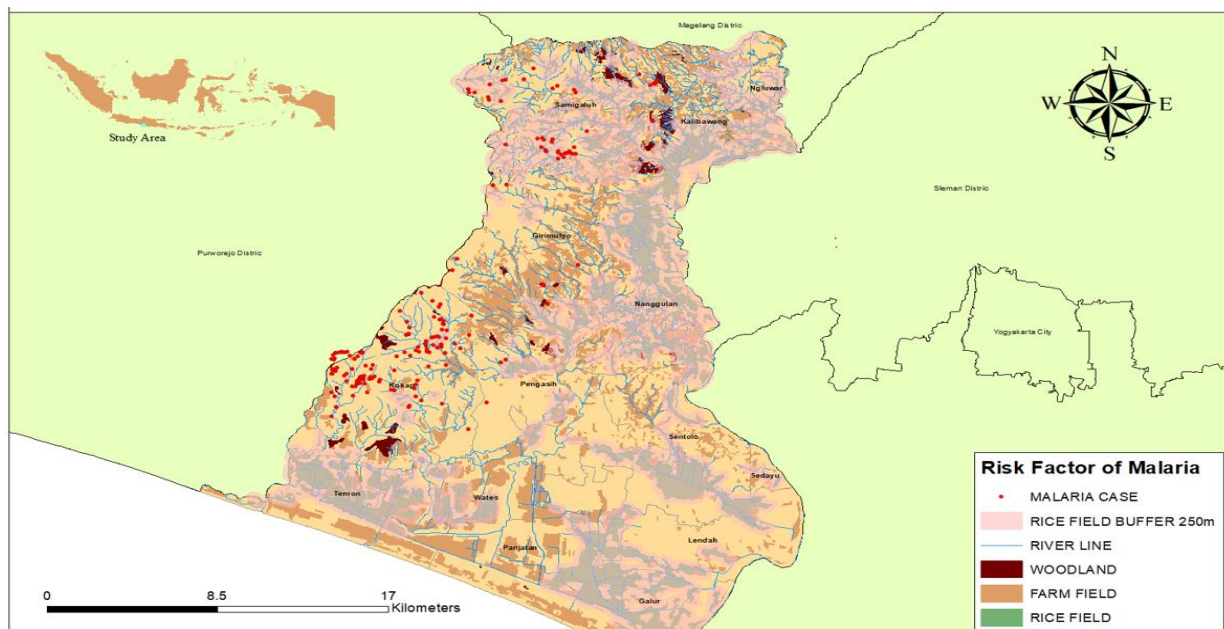 Magelang Distric
N
W
E
S
Study Area
Ngluwar
Samigaluh
Kalibawang
Sleman Distric
Purworejo Distric
Girimulyo
Nanggulan
Yogyakarta City
Kokap
Pengasih
Sentolo
Sedayu
Temon
Wates
Panjatan
Lendah
Galur
0 8.5 17
Kilometers
Risk Factor of Malaria
MALARIA CASE
RICE FIELD BUFFER 250m
RIVER LINE
WOODLAND
FARM FIELD
RICE FIELD